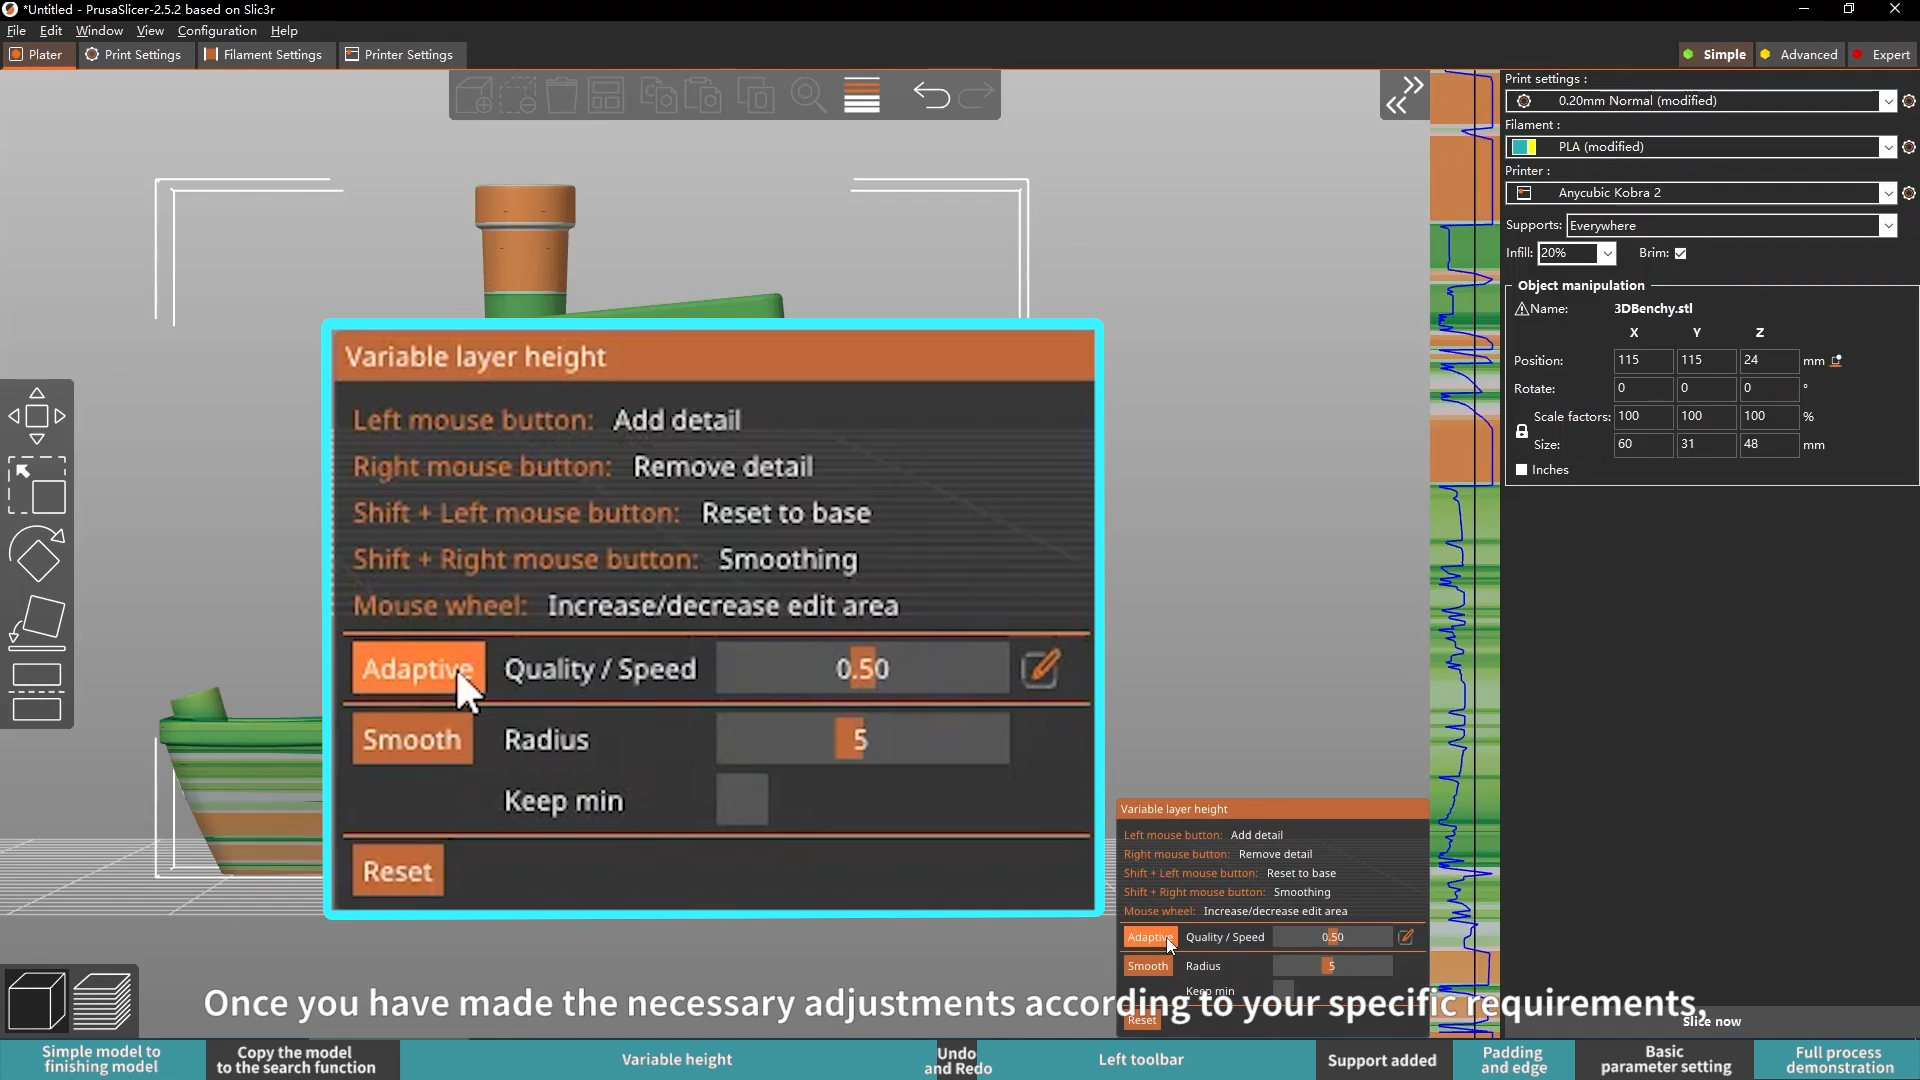 *Untitled - PrusaSlicer-2.5.2 based on Slic3r
File Edit Window View Configuration Help
Plater Print Settings Filament Settings Printer Settings Simple Advanced Expert
Print settings :
0.20mm Normal (modified)
Filament :
PLA (modified)
Printer :
Anycubic Kobra 2
Supports: Everywhere
Infill: 20% Brim:
Object manipulation
Name: 3DBenchy.stl
X Y Z
Position: 115 115 24 mm
Rotate: 0 0 0 °
Scale factors: 100 100 100 %
Size: 60 31 48 mm
Inches
Variable layer height
Left mouse button: Add detail
Right mouse button: Remove detail
Shift + Left mouse button: Reset to base
Shift + Right mouse button: Smoothing
Mouse wheel: Increase/decrease edit area
Adaptive Quality / Speed 0.50
Smooth Radius 5
Keep min
Reset
Variable layer height
Left mouse button: Add detail
Right mouse button: Remove detail
Shift + Left mouse button: Reset to base
Shift + Right mouse button: Smoothing
Mouse wheel: Increase/decrease edit area
Adaptive Quality / Speed 0.50
Smooth Radius 5
Keep min
Reset
Slice now
Once you have made the necessary adjustments according to your specific requirements,
Simple model to
finishing model
Copy the model
to the search function
Variable height
Undo
and Redo
Left toolbar
Support added
Padding
and edge
Basic
parameter setting
Full process
demonstration